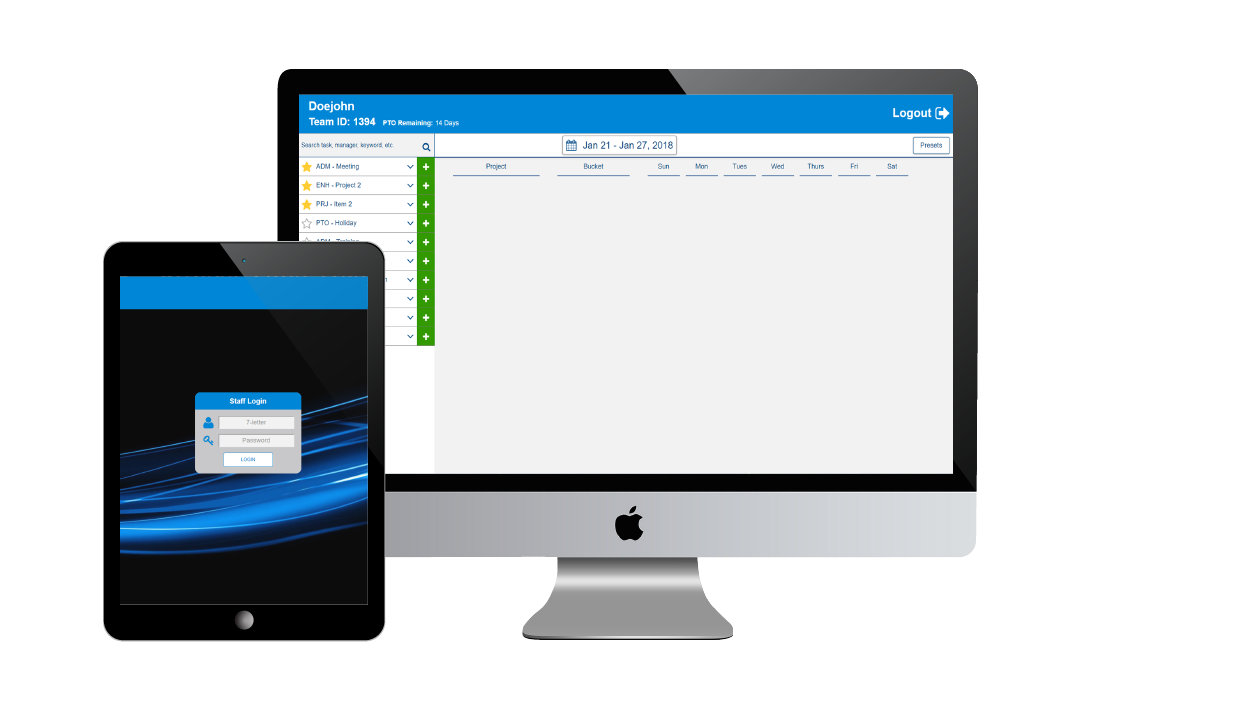 Doejohn
Team ID: 1394 PTO Remaining: 14 Days
Logout
Search task, manager, keyword, etc.
Jan 21 - Jan 27, 2018
Presets
ADM - Meeting
ENH - Project 2
PRJ - Item 2
PTO - Holiday
ADM - Training
Project Bucket Sun Mon Tues Wed Thurs Fri Sat
Staff Login
7-letter
Password
LOGIN